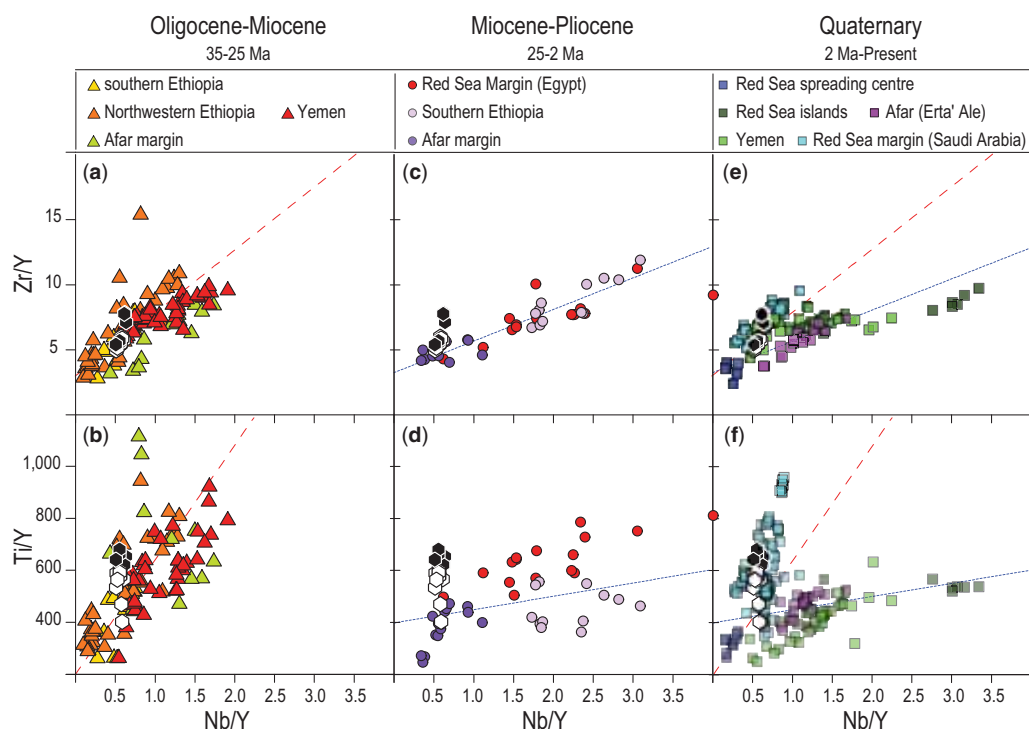 Oligocene-Miocene Miocene-Pliocene Quaternary
35-25 Ma 25-2 Ma 2 Ma-Present
southern Ethiopia Red Sea Margin (Egypt) Red Sea spreading centre
Northwestern Ethiopia Yemen Southern Ethiopia Red Sea islands Afar (Erta' Ale)
Afar margin Afar margin Yemen Red Sea margin (Saudi Arabia)
(a) (c) (e)
15
Zr/Y
10
5
(b) (d) (f)
1,000
800
Ti/Y
600
400
0.5 1.0 1.5 2.0 2.5 3.0 3.5 0.5 1.0 1.5 2.0 2.5 3.0 3.5 0.5 1.0 1.5 2.0 2.5 3.0 3.5
Nb/Y Nb/Y Nb/Y